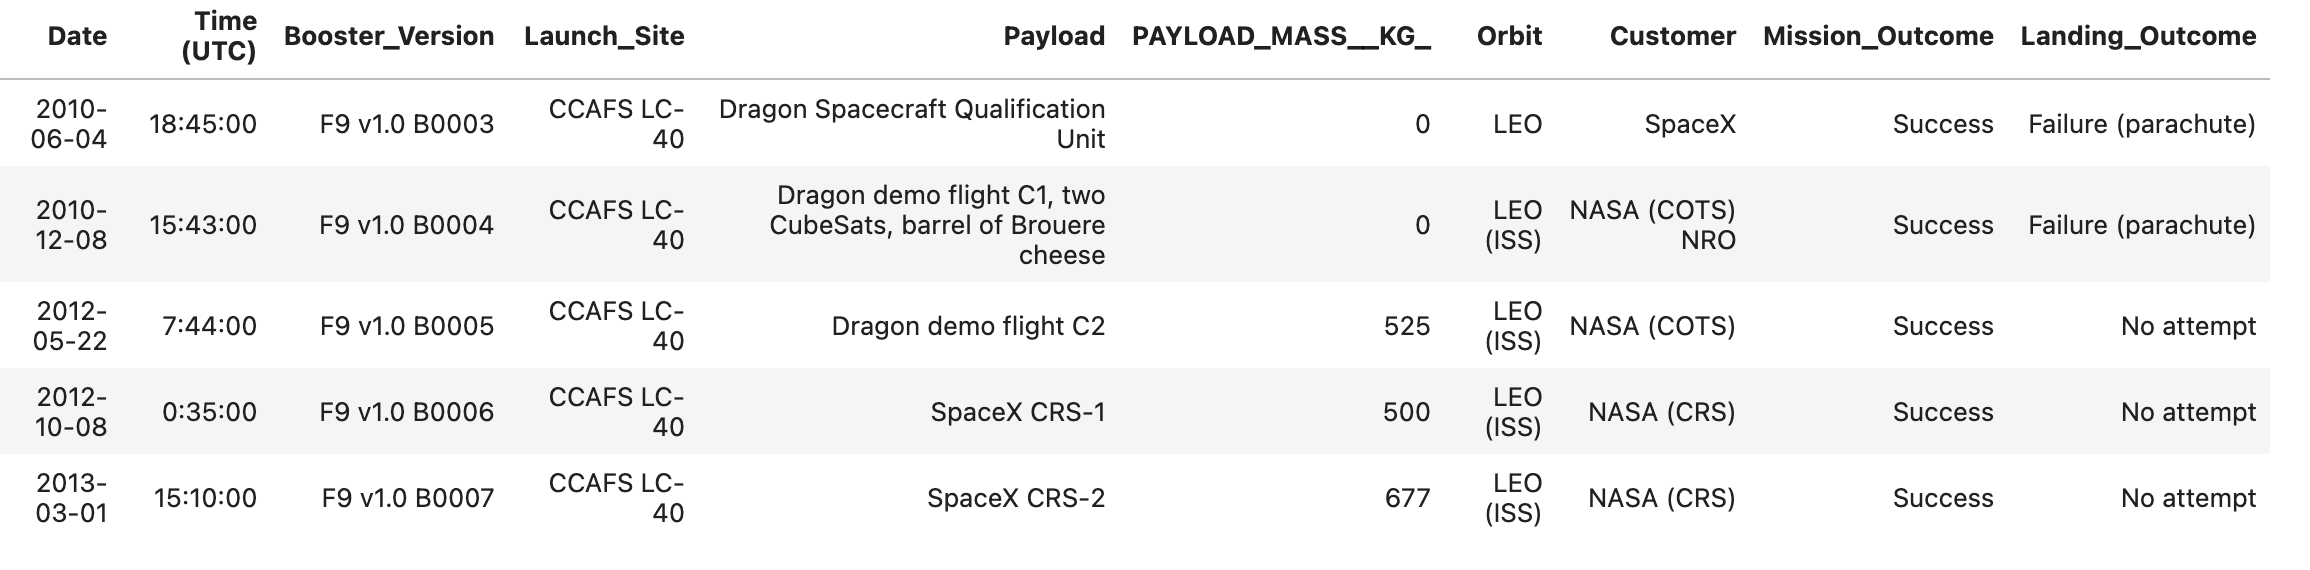 Date Time (UTC) Booster_Version Launch_Site Payload PAYLOAD_MASS__KG_ Orbit Customer Mission_Outcome Landing_Outcome
2010-06-04 18:45:00 F9 v1.0 B0003 CCAFS LC-40 Dragon Spacecraft Qualification Unit 0 LEO SpaceX Success Failure (parachute)
2010-12-08 15:43:00 F9 v1.0 B0004 CCAFS LC-40 Dragon demo flight C1, two CubeSats, barrel of Brouere cheese 0 LEO (ISS) NASA (COTS) NRO Success Failure (parachute)
2012-05-22 7:44:00 F9 v1.0 B0005 CCAFS LC-40 Dragon demo flight C2 525 LEO (ISS) NASA (COTS) Success No attempt
2012-10-08 0:35:00 F9 v1.0 B0006 CCAFS LC-40 SpaceX CRS-1 500 LEO (ISS) NASA (CRS) Success No attempt
2013-03-01 15:10:00 F9 v1.0 B0007 CCAFS LC-40 SpaceX CRS-2 677 LEO (ISS) NASA (CRS) Success No attempt